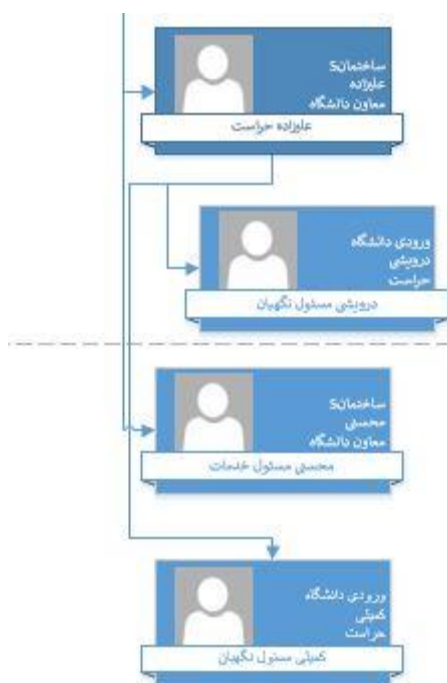 ساختمانS
علیزاده
معاون دانشگاه
علیزاده حراست
ورودی دانشگاه
درویشی
حراست
درویشی مسئول نگهبان
ساختمانS
محسنی
معاون دانشگاه
محسنی مسئول خدمات
ورودی دانشگاه
کمیلی
حراست
کمیلی مسئول نگهبان